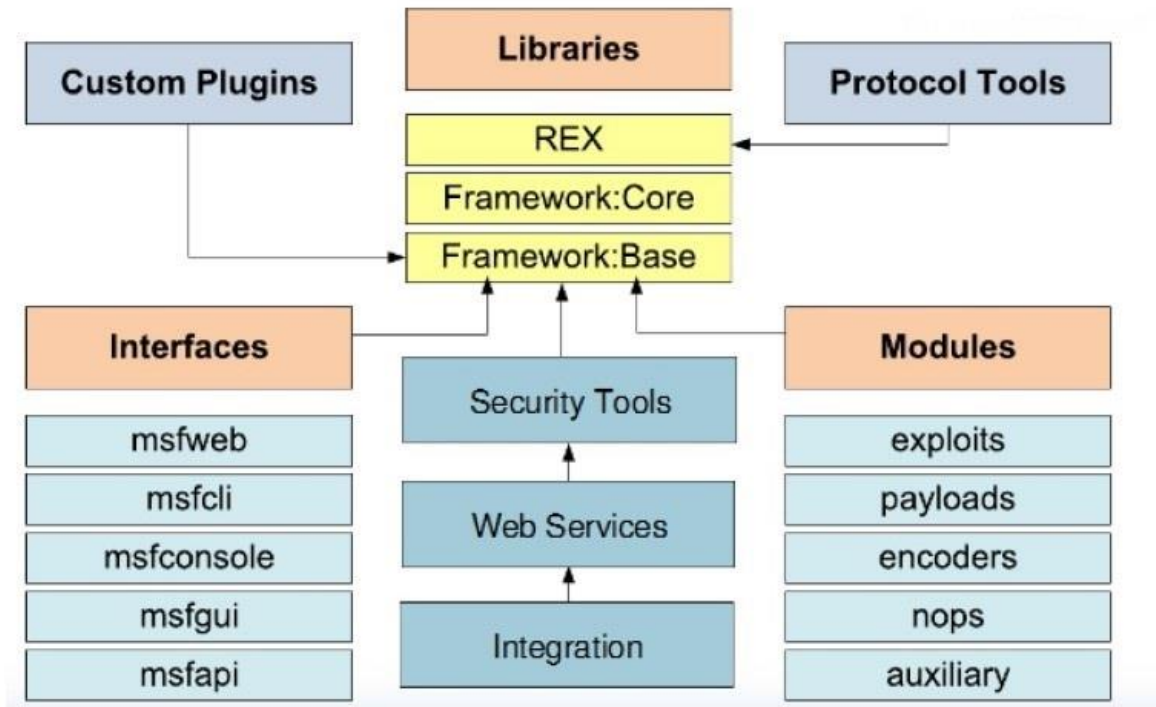 Libraries
Custom Plugins
Protocol Tools
REX
Framework:Core
Framework:Base
Interfaces
msfweb
msfcli
msfconsole
msfgui
msfapi
Security Tools
Web Services
Integration
Modules
exploits
payloads
encoders
nops
auxiliary